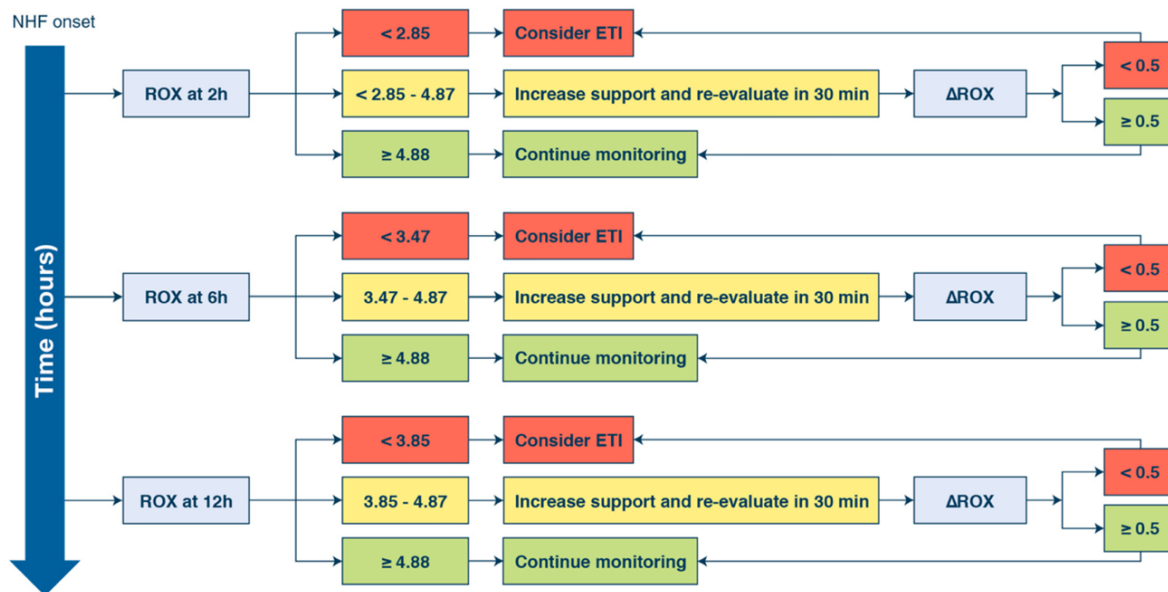 NHF onset
Time (hours)
ROX at 2h
< 2.85
Consider ETI
< 2.85 - 4.87
Increase support and re-evaluate in 30 min
ΔROX
< 0.5
≥ 0.5
≥ 4.88
Continue monitoring
ROX at 6h
< 3.47
Consider ETI
3.47 - 4.87
Increase support and re-evaluate in 30 min
ΔROX
< 0.5
≥ 0.5
≥ 4.88
Continue monitoring
ROX at 12h
< 3.85
Consider ETI
3.85 - 4.87
Increase support and re-evaluate in 30 min
ΔROX
< 0.5
≥ 0.5
≥ 4.88
Continue monitoring